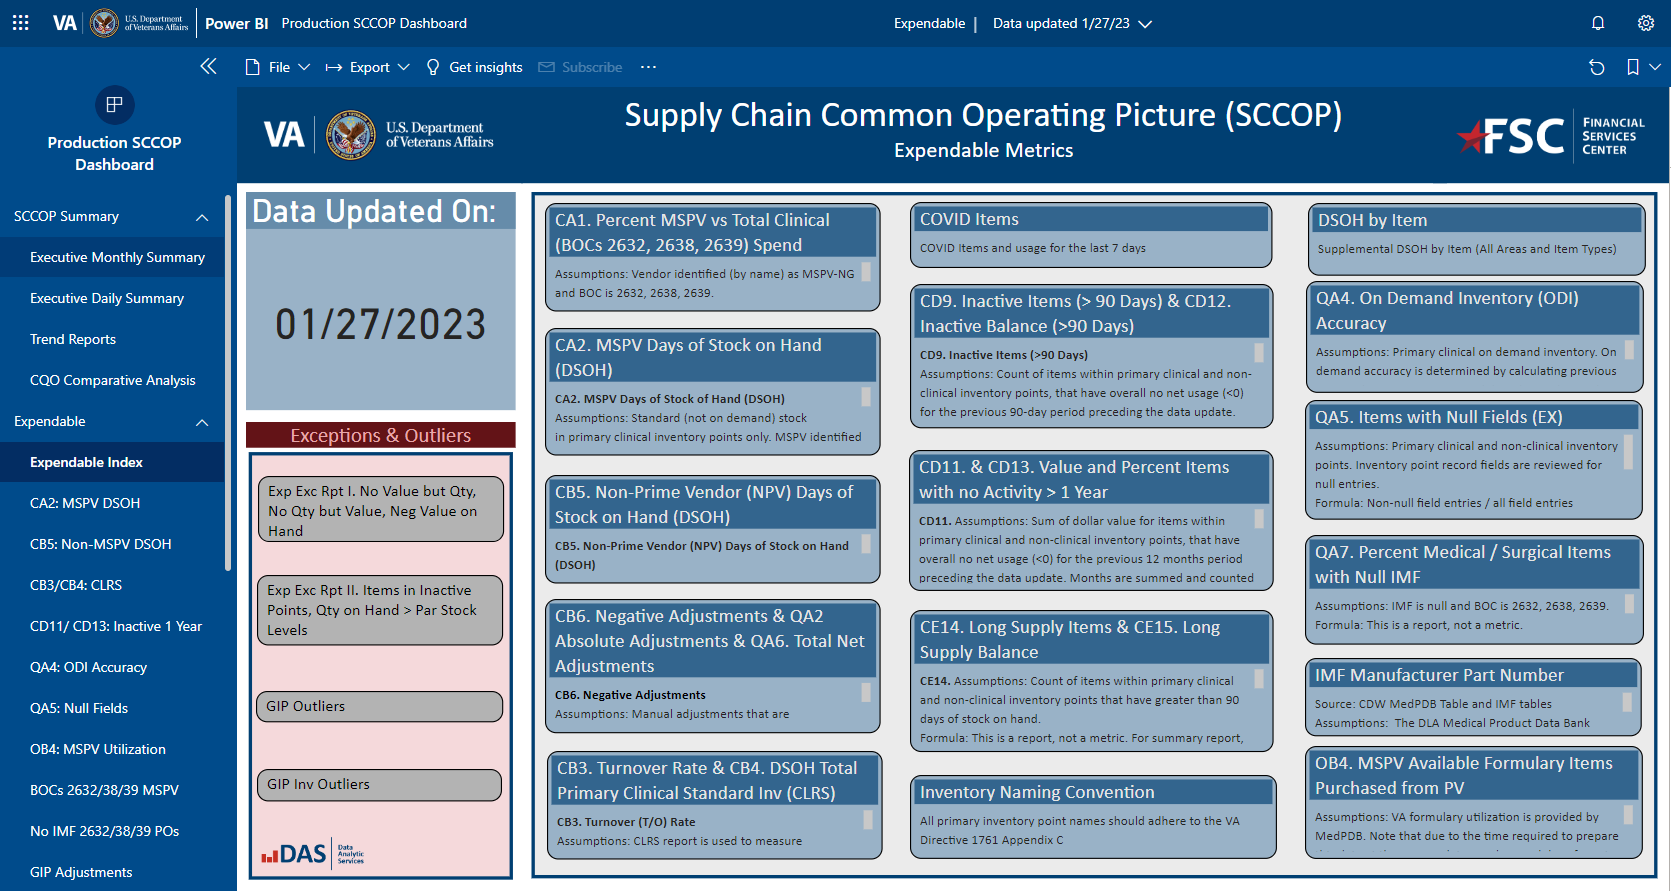 VA
U.S. Department
of Veterans Affairs
Power BI
Production SCCOP Dashboard
Expendable | Data updated 1/27/23
File
Export
Get insights
Subscribe
Production SCCOP
Dashboard
SCCOP Summary
Executive Monthly Summary
Executive Daily Summary
Trend Reports
CQO Comparative Analysis
Expendable
Expendable Index
CA2: MSPV DSOH
CB5: Non-MSPV DSOH
CB3/CB4: CLRS
CD11/ CD13: Inactive 1 Year
QA4: ODI Accuracy
QA5: Null Fields
OB4: MSPV Utilization
BOCs 2632/38/39 MSPV
No IMF 2632/38/39 POs
GIP Adjustments
VA
U.S. Department
of Veterans Affairs
Supply Chain Common Operating Picture (SCCOP)
Expendable Metrics
FSC
FINANCIAL
SERVICES
CENTER
Data Updated On:
01/27/2023
Exceptions & Outliers
Exp Exc Rpt I. No Value but Qty,
No Qty but Value, Neg Value on
Hand
Exp Exc Rpt II. Items in Inactive
Points, Qty on Hand > Par Stock
Levels
GIP Outliers
GIP Inv Outliers
DAS
Data
Analytic
Services
CA1. Percent MSPV vs Total Clinical
(BOCs 2632, 2638, 2639) Spend
Assumptions: Vendor identified (by name) as MSPV-NG
and BOC is 2632, 2638, 2639.
CA2. MSPV Days of Stock on Hand
(DSOH)
CA2. MSPV Days of Stock of Hand (DSOH)
Assumptions: Standard (not on demand) stock
in primary clinical inventory points only. MSPV identified
CB5. Non-Prime Vendor (NPV) Days of
Stock on Hand (DSOH)
CB5. Non-Prime Vendor (NPV) Days of Stock on Hand
(DSOH)
CB6. Negative Adjustments & QA2
Absolute Adjustments & QA6. Total Net
Adjustments
CB6. Negative Adjustments
Assumptions: Manual adjustments that are
CB3. Turnover Rate & CB4. DSOH Total
Primary Clinical Standard Inv (CLRS)
CB3. Turnover (T/O) Rate
Assumptions: CLRS report is used to measure
COVID Items
COVID Items and usage for the last 7 days
CD9. Inactive Items (> 90 Days) & CD12.
Inactive Balance (>90 Days)
CD9. Inactive Items (>90 Days)
Assumptions: Count of items within primary clinical and non-
clinical inventory points, that have overall no net usage (<0)
for the previous 90-day period preceding the data update.
CD11. & CD13. Value and Percent Items
with no Activity > 1 Year
CD11. Assumptions: Sum of dollar value for items within
primary clinical and non-clinical inventory points, that have
overall no net usage (<0) for the previous 12 months period
preceding the data update. Months are summed and counted
CE14. Long Supply Items & CE15. Long
Supply Balance
CE14. Assumptions: Count of items within primary clinical
and non-clinical inventory points that have greater than 90
days of stock on hand.
Formula: This is a report, not a metric. For summary report,
Inventory Naming Convention
All primary inventory point names should adhere to the VA
Directive 1761 Appendix C
DSOH by Item
Supplemental DSOH by Item (All Areas and Item Types)
QA4. On Demand Inventory (ODI)
Accuracy
Assumptions: Primary clinical on demand inventory. On
demand accuracy is determined by calculating previous
QA5. Items with Null Fields (EX)
Assumptions: Primary clinical and non-clinical inventory
points. Inventory point record fields are reviewed for
null entries.
Formula: Non-null field entries / all field entries
QA7. Percent Medical / Surgical Items
with Null IMF
Assumptions: IMF is null and BOC is 2632, 2638, 2639.
Formula: This is a report, not a metric.
IMF Manufacturer Part Number
Source: CDW MedPDB Table and IMF tables
Assumptions: The DLA Medical Product Data Bank
OB4. MSPV Available Formulary Items
Purchased from PV
Assumptions: VA formulary utilization is provided by
MedPDB. Note that due to the time required to prepare